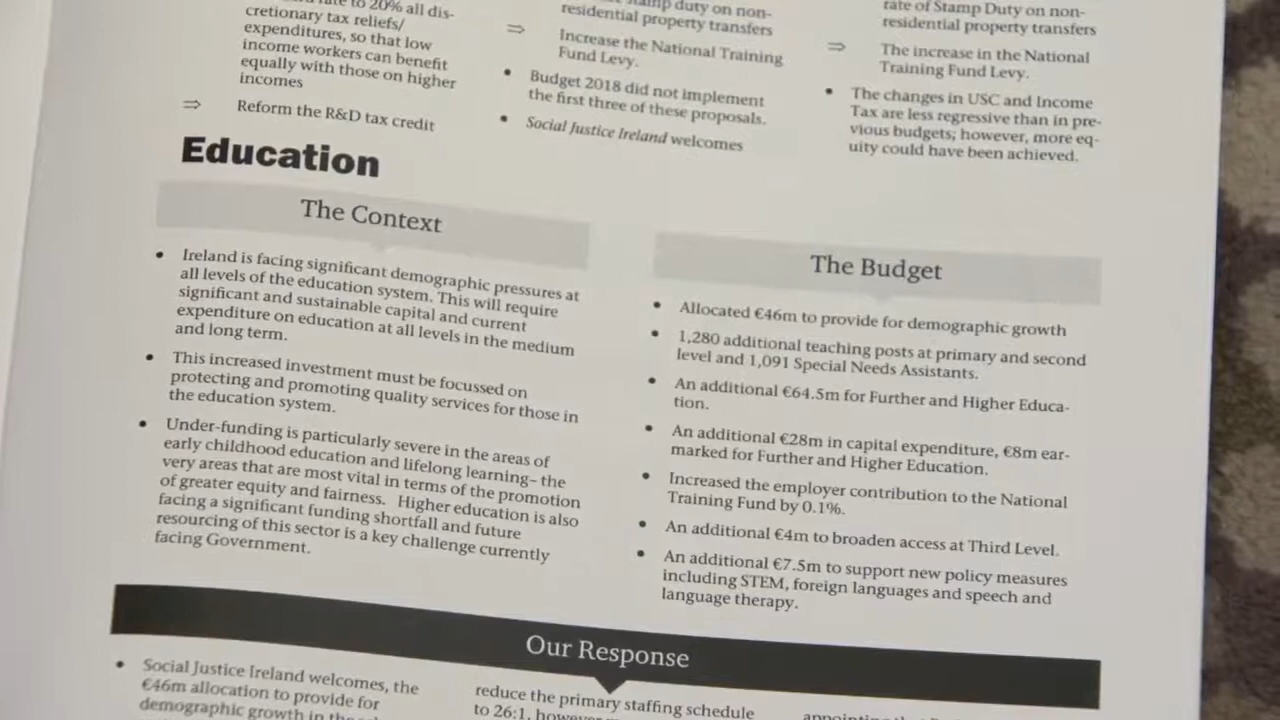 rate to 20% all dis-
cretionary tax reliefs/
expenditures, so that low
income workers can benefit
equally with those on higher
incomes
⇒ Reform the R&D tax credit
Stamp duty on non-
residential property transfers
⇒ Increase the National Training
Fund Levy.
• Budget 2018 did not implement
the first three of these proposals.
• Social Justice Ireland welcomes
rate of Stamp Duty on non-
residential property transfers
⇒ The increase in the National
Training Fund Levy.
• The changes in USC and Income
Tax are less regressive than in pre-
vious budgets; however, more eq-
uity could have been achieved.
Education
The Context
• Ireland is facing significant demographic pressures at
all levels of the education system. This will require
significant and sustainable capital and current
expenditure on education at all levels in the medium
and long term.
• This increased investment must be focussed on
protecting and promoting quality services for those in
the education system.
• Under-funding is particularly severe in the areas of
early childhood education and lifelong learning– the
very areas that are most vital in terms of the promotion
of greater equity and fairness. Higher education is also
facing a significant funding shortfall and future
resourcing of this sector is a key challenge currently
facing Government.
The Budget
• Allocated €46m to provide for demographic growth
• 1,280 additional teaching posts at primary and second
level and 1,091 Special Needs Assistants.
• An additional €64.5m for Further and Higher Educa-
tion.
• An additional €28m in capital expenditure, €8m ear-
marked for Further and Higher Education.
• Increased the employer contribution to the National
Training Fund by 0.1%.
• An additional €4m to broaden access at Third Level.
• An additional €7.5m to support new policy measures
including STEM, foreign languages and speech and
language therapy.
Our Response
• Social Justice Ireland welcomes, the
€46m allocation to provide for
demographic growth in
reduce the primary staffing schedule
to 26:1,